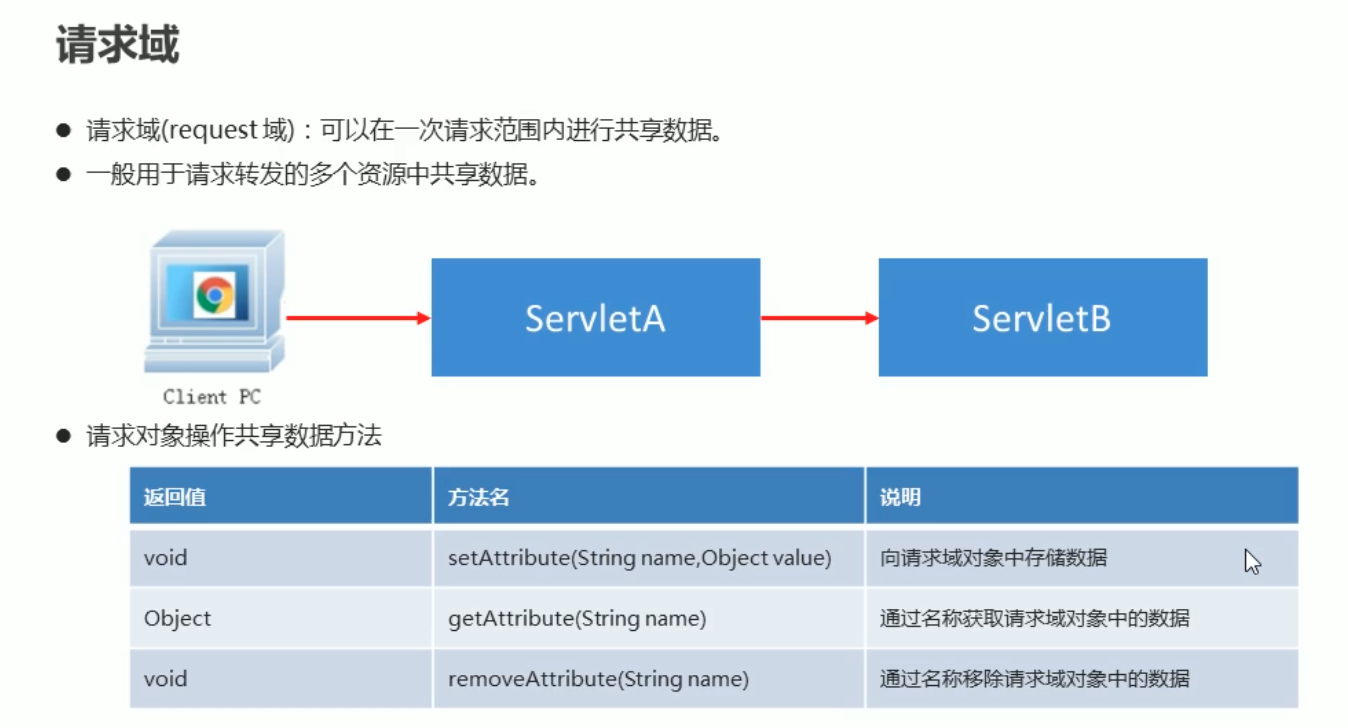 请求域
● 请求域(request 域)：可以在一次请求范围内进行共享数据。
● 一般用于请求转发的多个资源中共享数据。
ServletA
ServletB
Client PC
● 请求对象操作共享数据方法
返回值 方法名 说明
void setAttribute(String name,Object value) 向请求域对象中存储数据
Object getAttribute(String name) 通过名称获取请求域对象中的数据
void removeAttribute(String name) 通过名称移除请求域对象中的数据